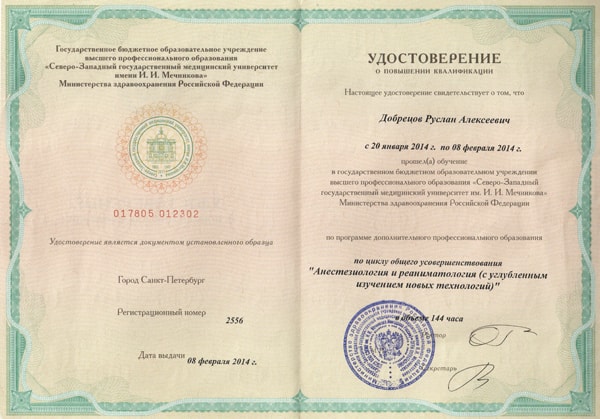 Государственное бюджетное образовательное учреждение
высшего профессионального образования
«Северо-Западный государственный медицинский университет
имени И. И. Мечникова»
Министерства здравоохранения Российской Федерации
017805 012302
Удостоверение является документом установленного образца
Город Санкт-Петербург
Регистрационный номер 2556
Дата выдачи 08 февраля 2014 г.
УДОСТОВЕРЕНИЕ
О ПОВЫШЕНИИ КВАЛИФИКАЦИИ
Настоящее удостоверение свидетельствует о том, что
Добрецов Руслан Алексеевич
с 20 января 2014 г. по 08 февраля 2014 г.
прошел(а) обучение
в государственном бюджетном образовательном учреждении
высшего профессионального образования «Северо-Западный
государственный медицинский университет им. И. И. Мечникова»
Министерства здравоохранения Российской Федерации
по программе дополнительного профессионального образования
по циклу общего усовершенствования
"Анестезиология и реаниматология (с углубленным
изучением новых технологий)"
в объеме 144 часа